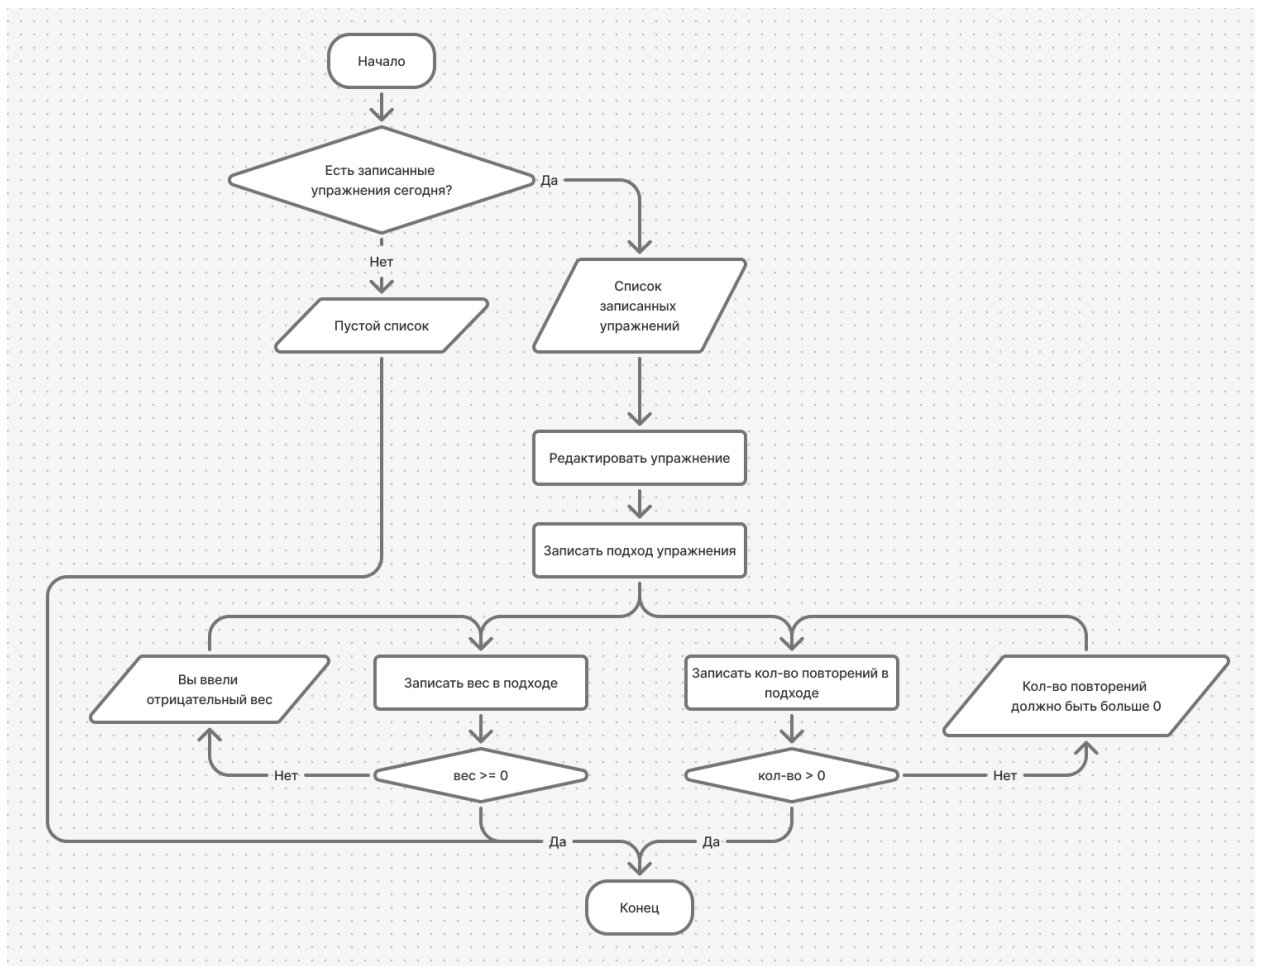 Начало
Есть записанные
упражнения сегодня?
Да
Нет
Пустой список
Список
записанных
упражнений
Редактировать упражнение
Записать подход упражнения
Вы ввели
отрицательный вес
Записать вес в подходе
Записать кол-во повторений в
подходе
Кол-во повторений
должно быть больше 0
Нет
вес >= 0
кол-во > 0
Нет
Да
Да
Конец